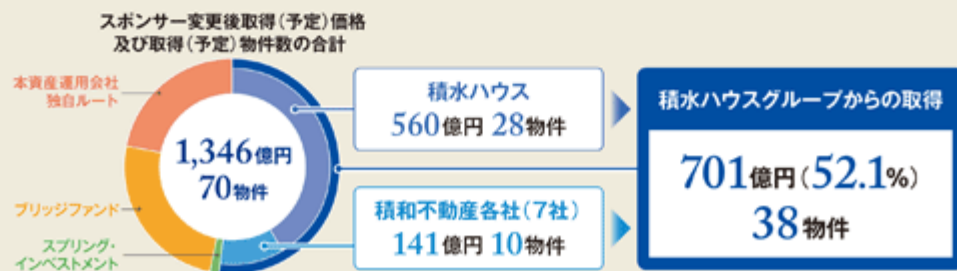 スポンサー変更後取得（予定）価格
及び取得（予定）物件数の合計
本資産運用会社
独自ルート
1,346億円
70物件
ブリッジファンド
スプリング・
インベストメント
積水ハウス
560億円 28物件
積和不動産各社（7社）
141億円 10物件
積水ハウスグループからの取得
701億円（52.1%）
38物件